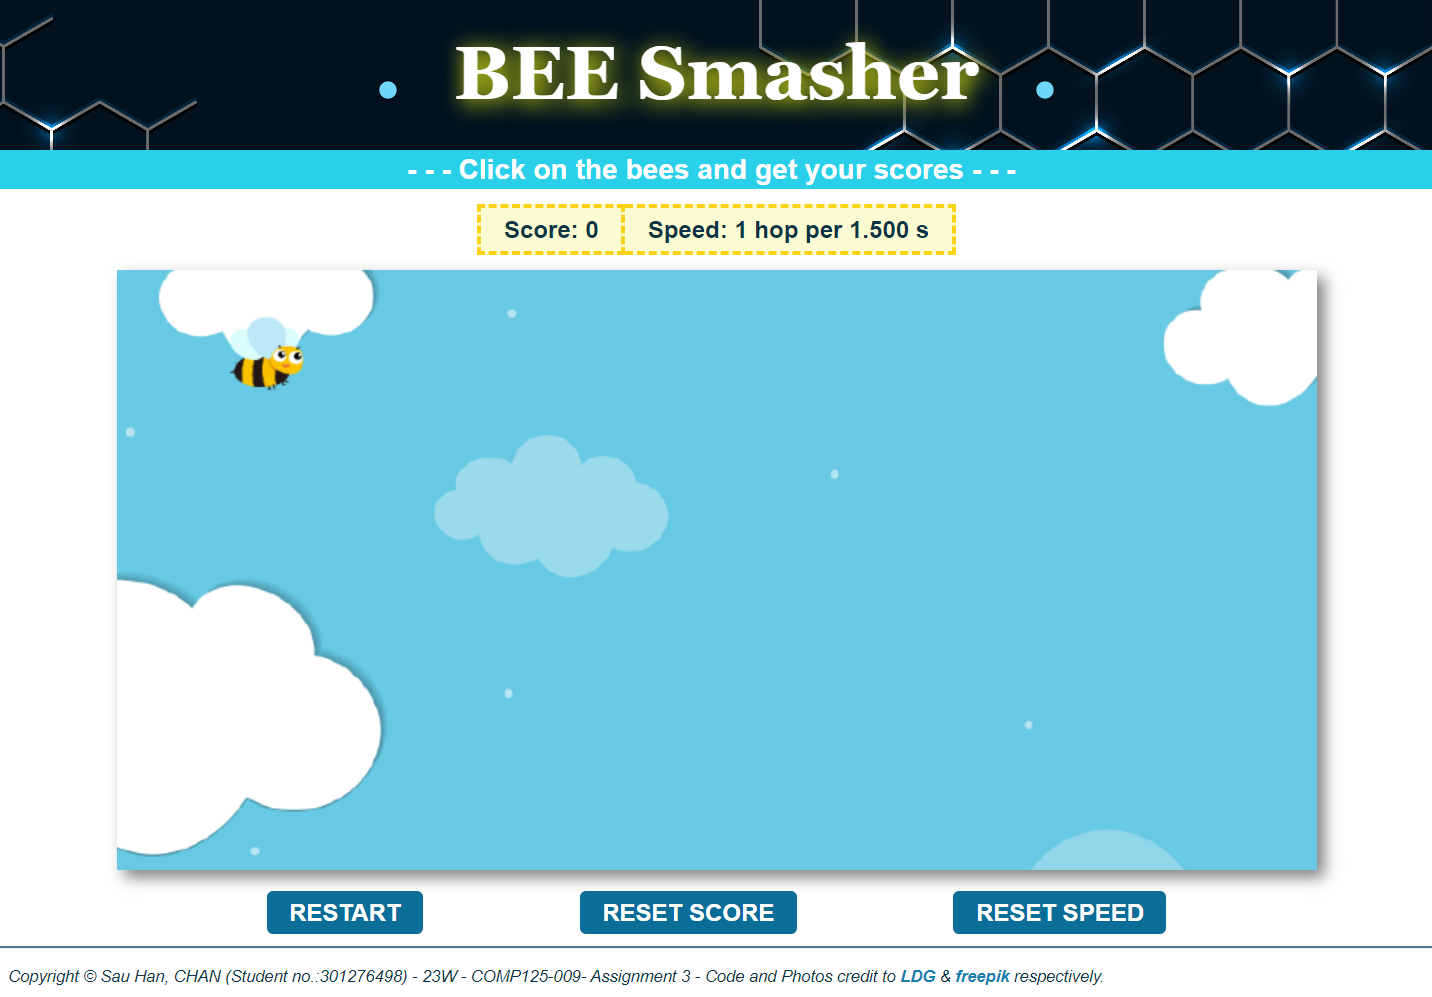 BEE Smasher
- - - Click on the bees and get your scores - - -
Score: 0
Speed: 1 hop per 1.500 s
RESTART
RESET SCORE
RESET SPEED
Copyright © Sau Han, CHAN (Student no.:301276498) - 23W - COMP125-009- Assignment 3 - Code and Photos credit to LDG & freepik respectively.